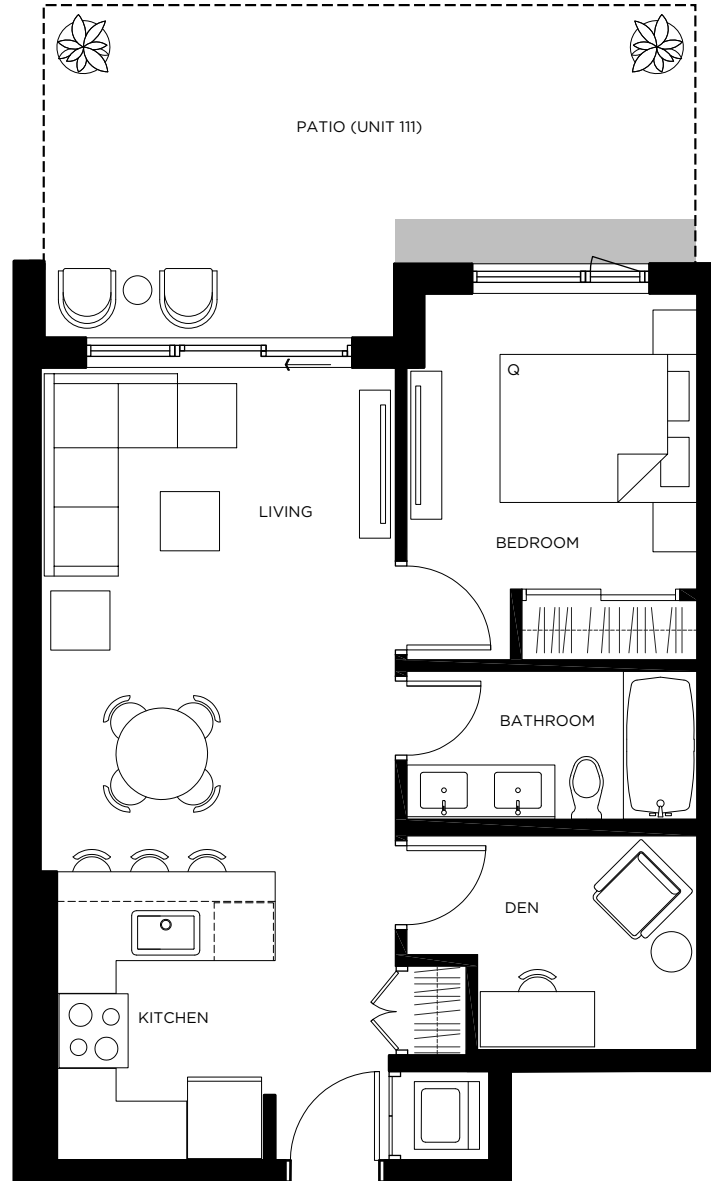 PATIO (UNIT 111)
Q
LIVING
BEDROOM
BATHROOM
DEN
KITCHEN